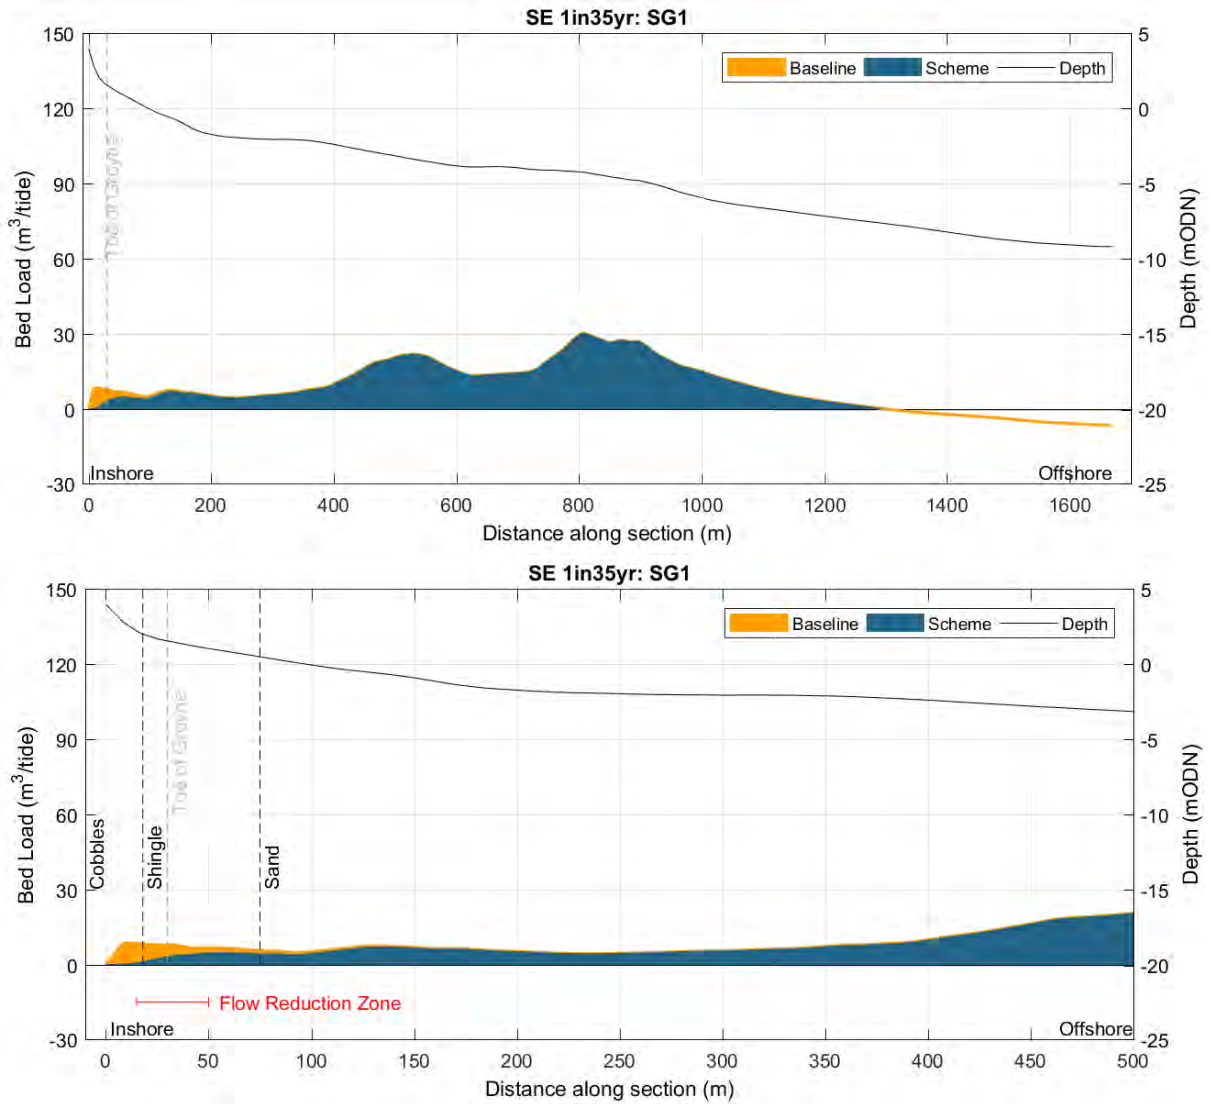 SE 1in35yr: SG1
150
120
90
60
30
0
-30
5
0
-5
-10
-15
-20
-25
Bed Load (m³/tide)
Depth (mODN)
Baseline
Scheme
Depth
Toe of Groyne
Inshore
Offshore
0 200 400 600 800 1000 1200 1400 1600
Distance along section (m)
SE 1in35yr: SG1
150
120
90
60
30
0
-30
5
0
-5
-10
-15
-20
-25
Bed Load (m³/tide)
Depth (mODN)
Baseline
Scheme
Depth
Cobbles
Shingle
Toe of Groyne
Sand
Flow Reduction Zone
Inshore
Offshore
0 50 100 150 200 250 300 350 400 450 500
Distance along section (m)